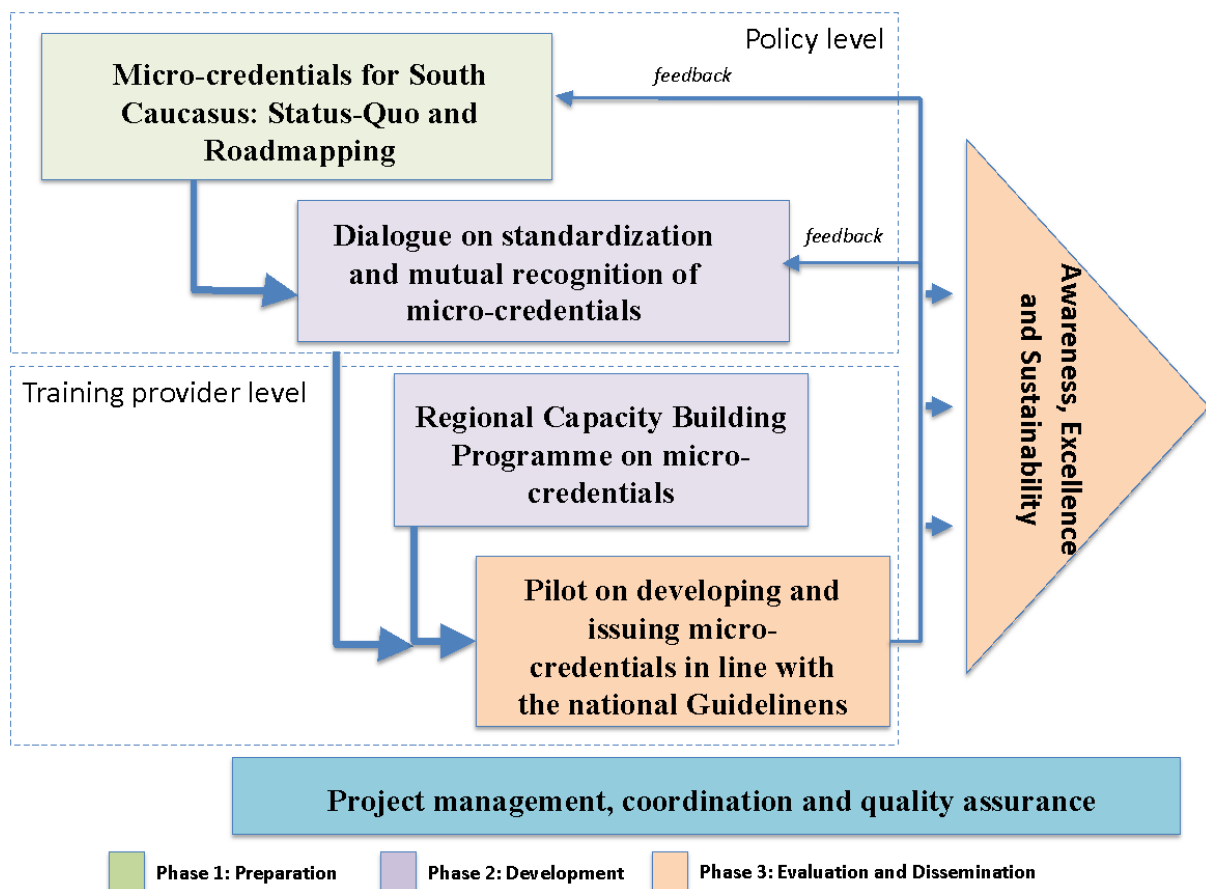 Policy level
Micro-credentials for South
Caucasus: Status-Quo and
Roadmapping
feedback
Dialogue on standardization
and mutual recognition of
micro-credentials
feedback
Training provider level
Regional Capacity Building
Programme on micro-
credentials
Pilot on developing and
issuing micro-
credentials in line with
the national Guidelinens
Awareness, Excellence
and Sustainability
Project management, coordination and quality assurance
Phase 1: Preparation
Phase 2: Development
Phase 3: Evaluation and Dissemination